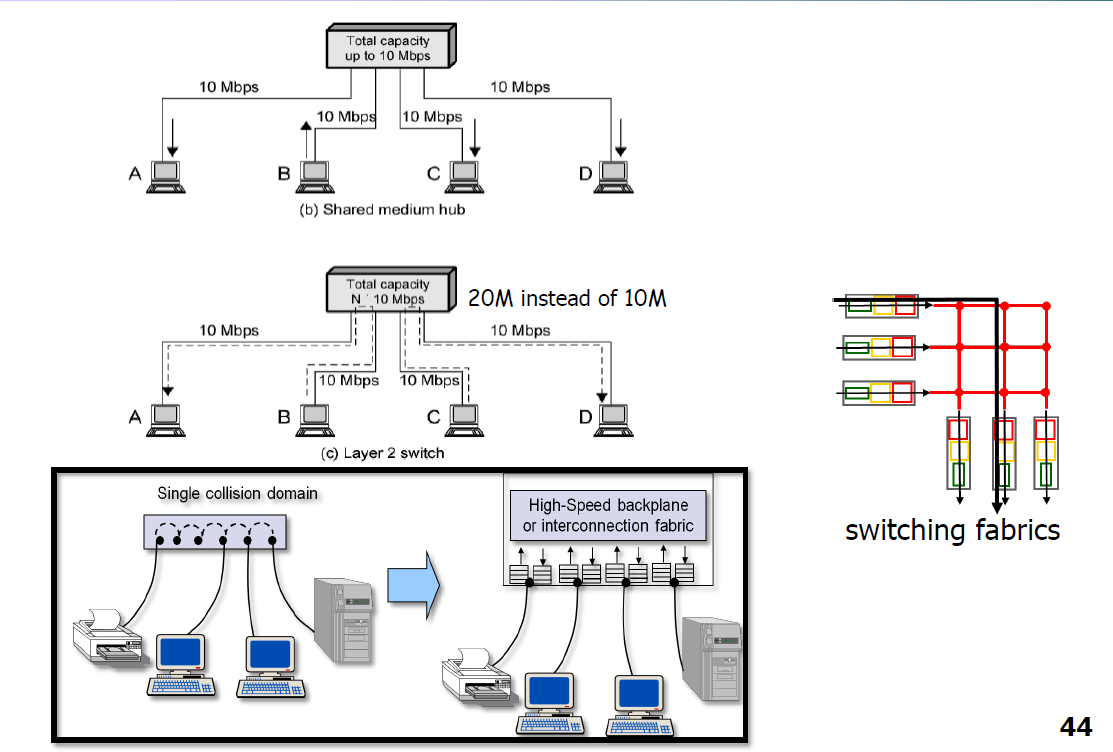 Total capacity
up to 10 Mbps
10 Mbps
10 Mbps
10 Mbps
10 Mbps
A
B
C
D
(b) Shared medium hub
Total capacity
N ´ 10 Mbps
20M instead of 10M
10 Mbps
10 Mbps
10 Mbps
10 Mbps
A
B
C
D
(c) Layer 2 switch
switching fabrics
Single collision domain
High-Speed backplane
or interconnection fabric
44